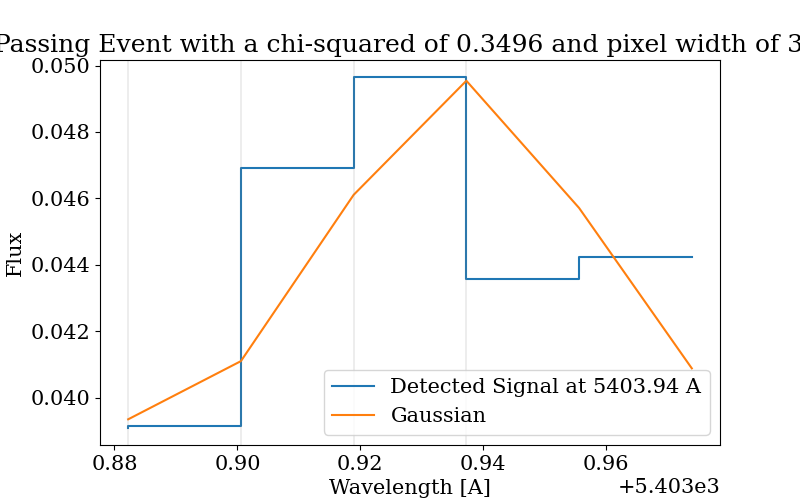 Passing Event with a chi-squared of 0.3496 and pixel width of 3
0.050
0.048
0.046
0.044
0.042
0.040
Flux
Detected Signal at 5403.94 A
Gaussian
0.88 0.90 0.92 0.94 0.96
+5.403e3
Wavelength [A]